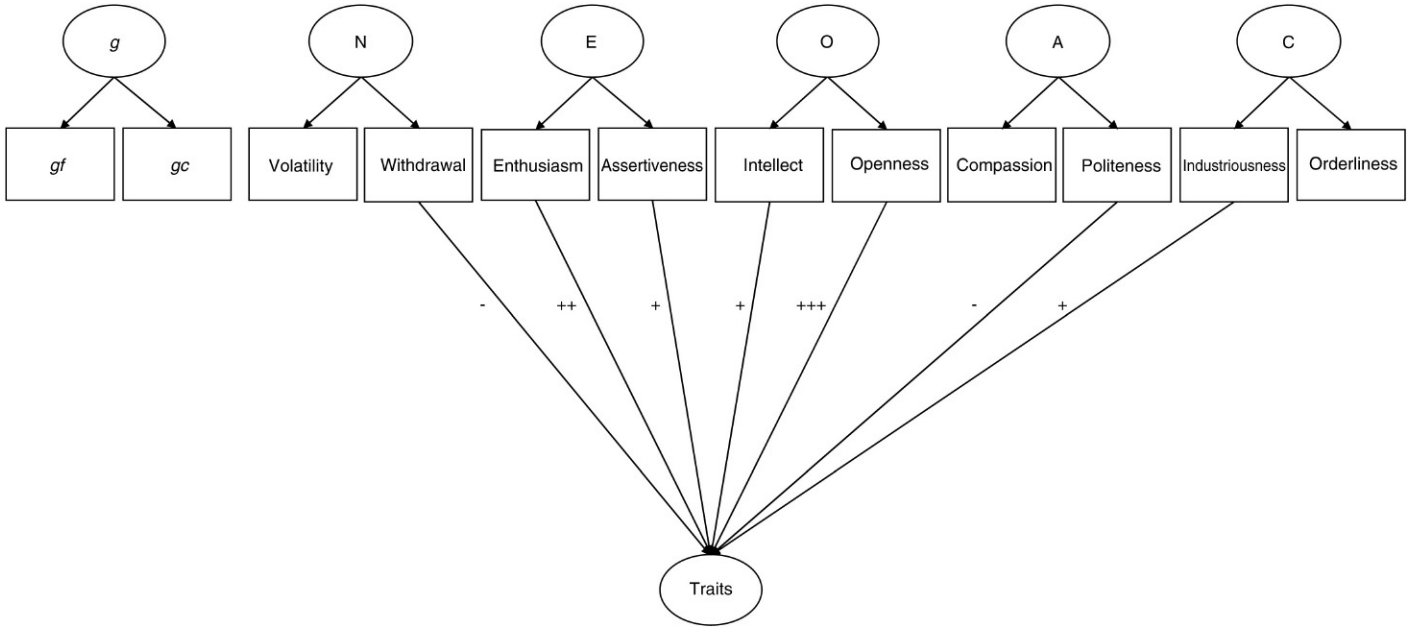 g
N
E
O
A
C
gf
gc
Volatility
Withdrawal
Enthusiasm
Assertiveness
Intellect
Openness
Compassion
Politeness
Industriousness
Orderliness
-
++
+
+
+++
-
+
Traits